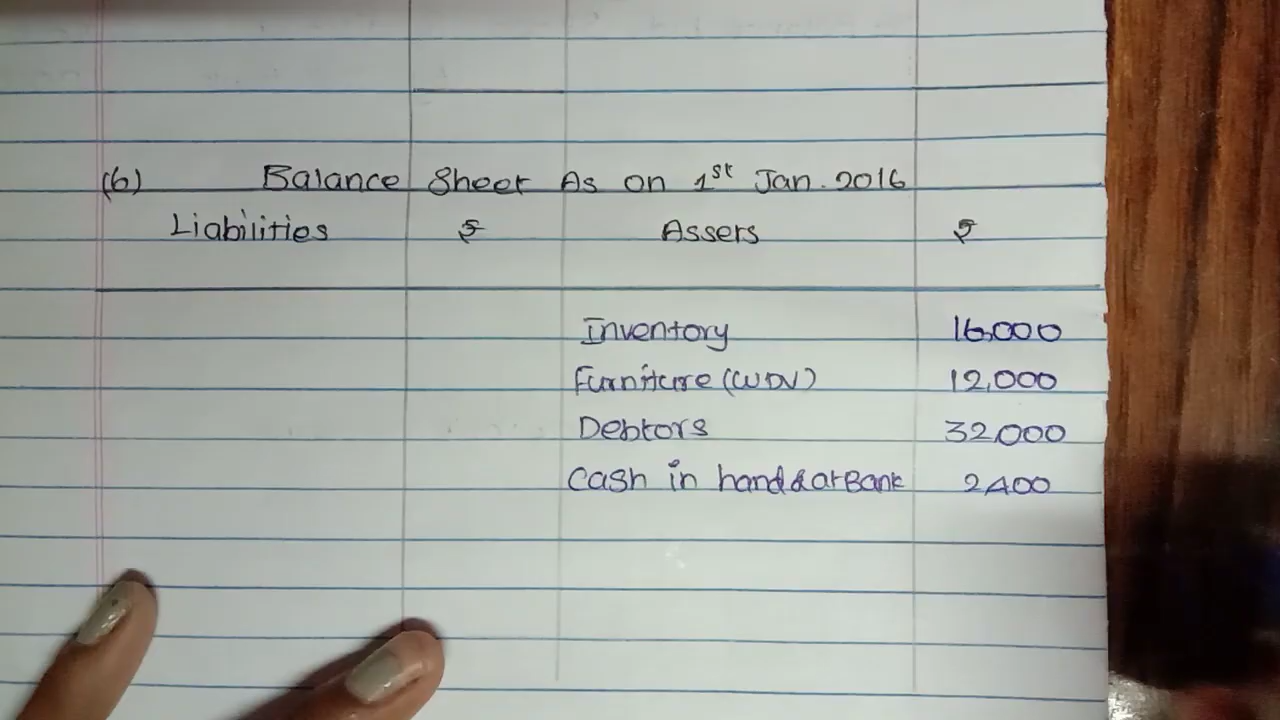 (6) Balance Sheet As on 1st Jan. 2016
Liabilities ₹ Assets ₹
Inventory 16,000
Furniture (WDV) 12,000
Debtors 32,000
Cash in hand & at Bank 2400